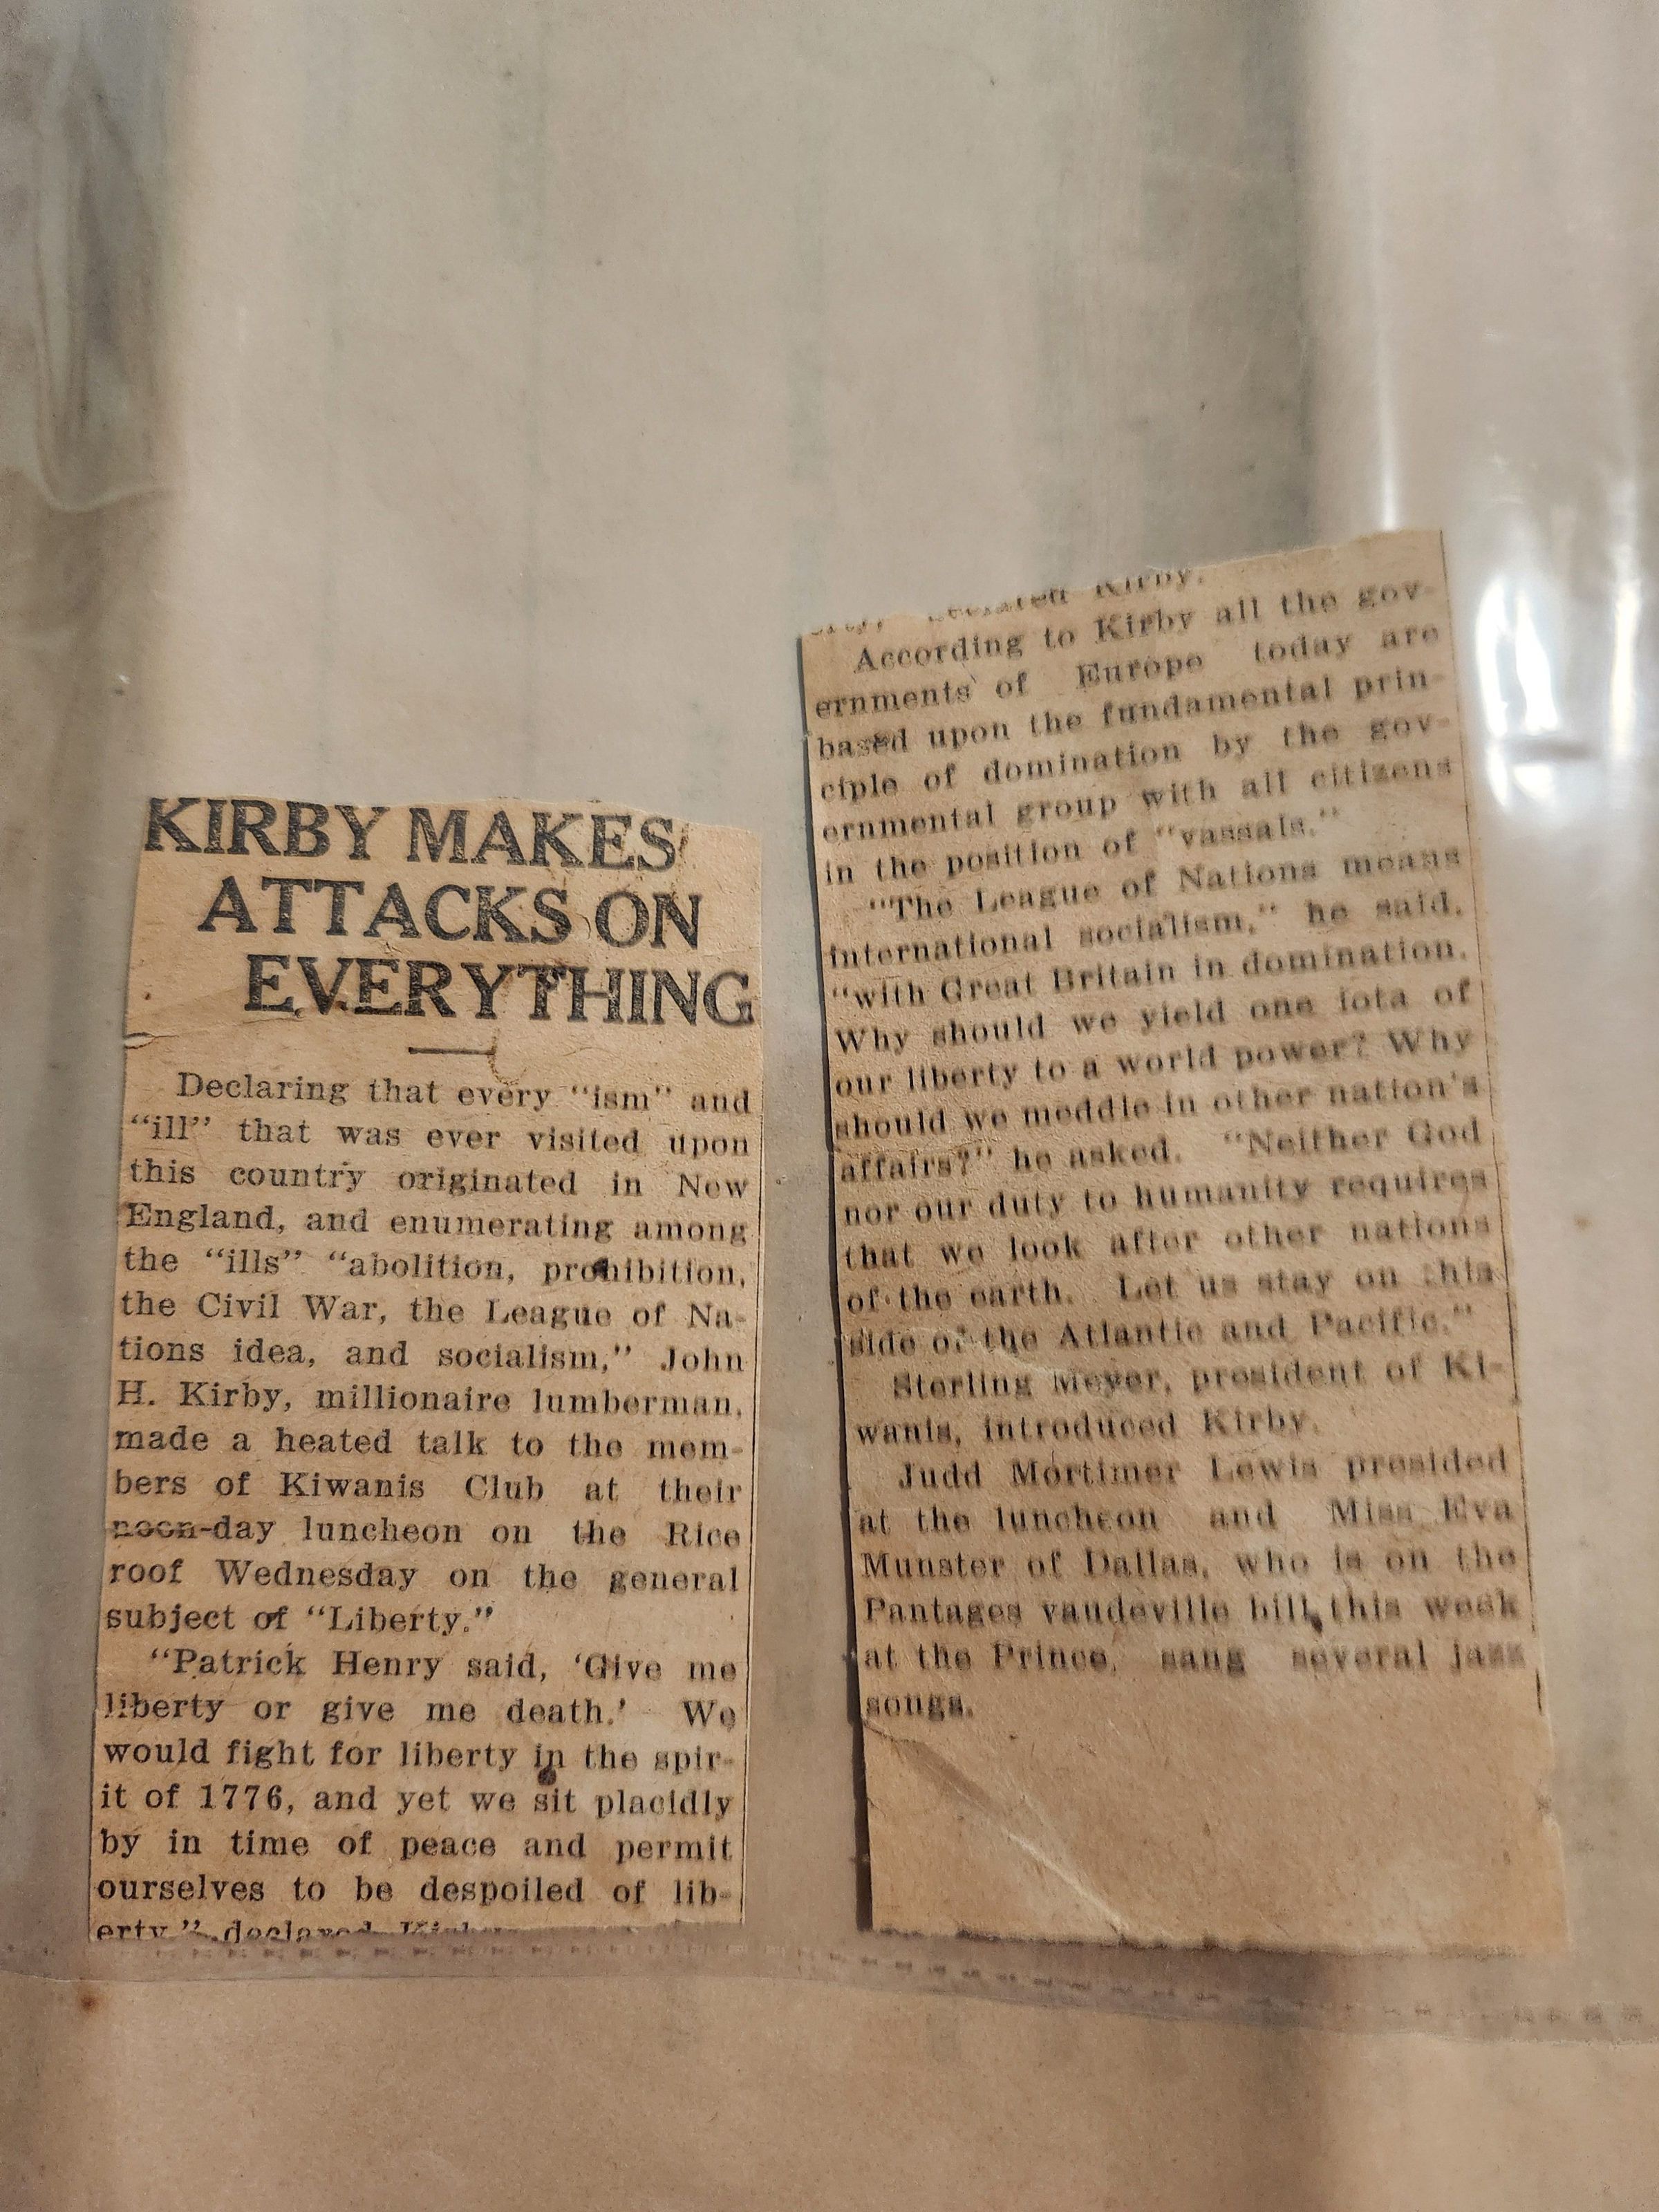 KIRBY MAKES
ATTACKS ON
EVERYTHING
Declaring that every "ism" and
"ill" that was ever visited upon
this country originated in New
England, and enumerating among
the "ills" "abolition, prohibition,
the Civil War, the League of Na-
tions idea, and socialism," John
H. Kirby, millionaire lumberman,
made a heated talk to the mem-
bers of Kiwanis Club at their
noon-day luncheon on the Rice
roof Wednesday on the general
subject of "Liberty."
"Patrick Henry said, 'Give me
liberty or give me death.' We
would fight for liberty in the spir-
it of 1776, and yet we sit placidly
by in time of peace and permit
ourselves to be despoiled of lib-
erty," declared Kirby
Kirby.
According to Kirby all the gov-
ernments of Europe today are
based upon the fundamental prin-
ciple of domination by the gov-
ernmental group with all citizens
in the position of "vassals."
"The League of Nations means
international socialism," he said,
"with Great Britain in domination.
Why should we yield one iota of
our liberty to a world power? Why
should we meddle in other nation's
affairs?" he asked. "Neither God
nor our duty to humanity requires
that we look after other nations
of the earth. Let us stay on this
side of the Atlantic and Pacific."
Sterling Meyer, president of Ki-
wanis, introduced Kirby.
Judd Mortimer Lewis presided
at the luncheon and Miss Eva
Munster of Dallas, who is on the
Pantages vaudeville bill this week
at the Prince, sang several jass
songs.